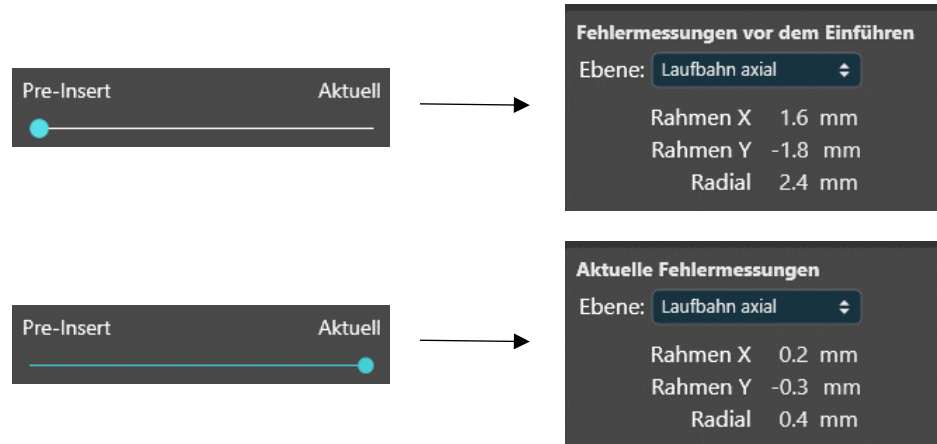 Pre-Insert Aktuell
Fehlermessungen vor dem Einführen
Ebene: Laufbahn axial
Rahmen X 1.6 mm
Rahmen Y -1.8 mm
Radial 2.4 mm
Pre-Insert Aktuell
Aktuelle Fehlermessungen
Ebene: Laufbahn axial
Rahmen X 0.2 mm
Rahmen Y -0.3 mm
Radial 0.4 mm